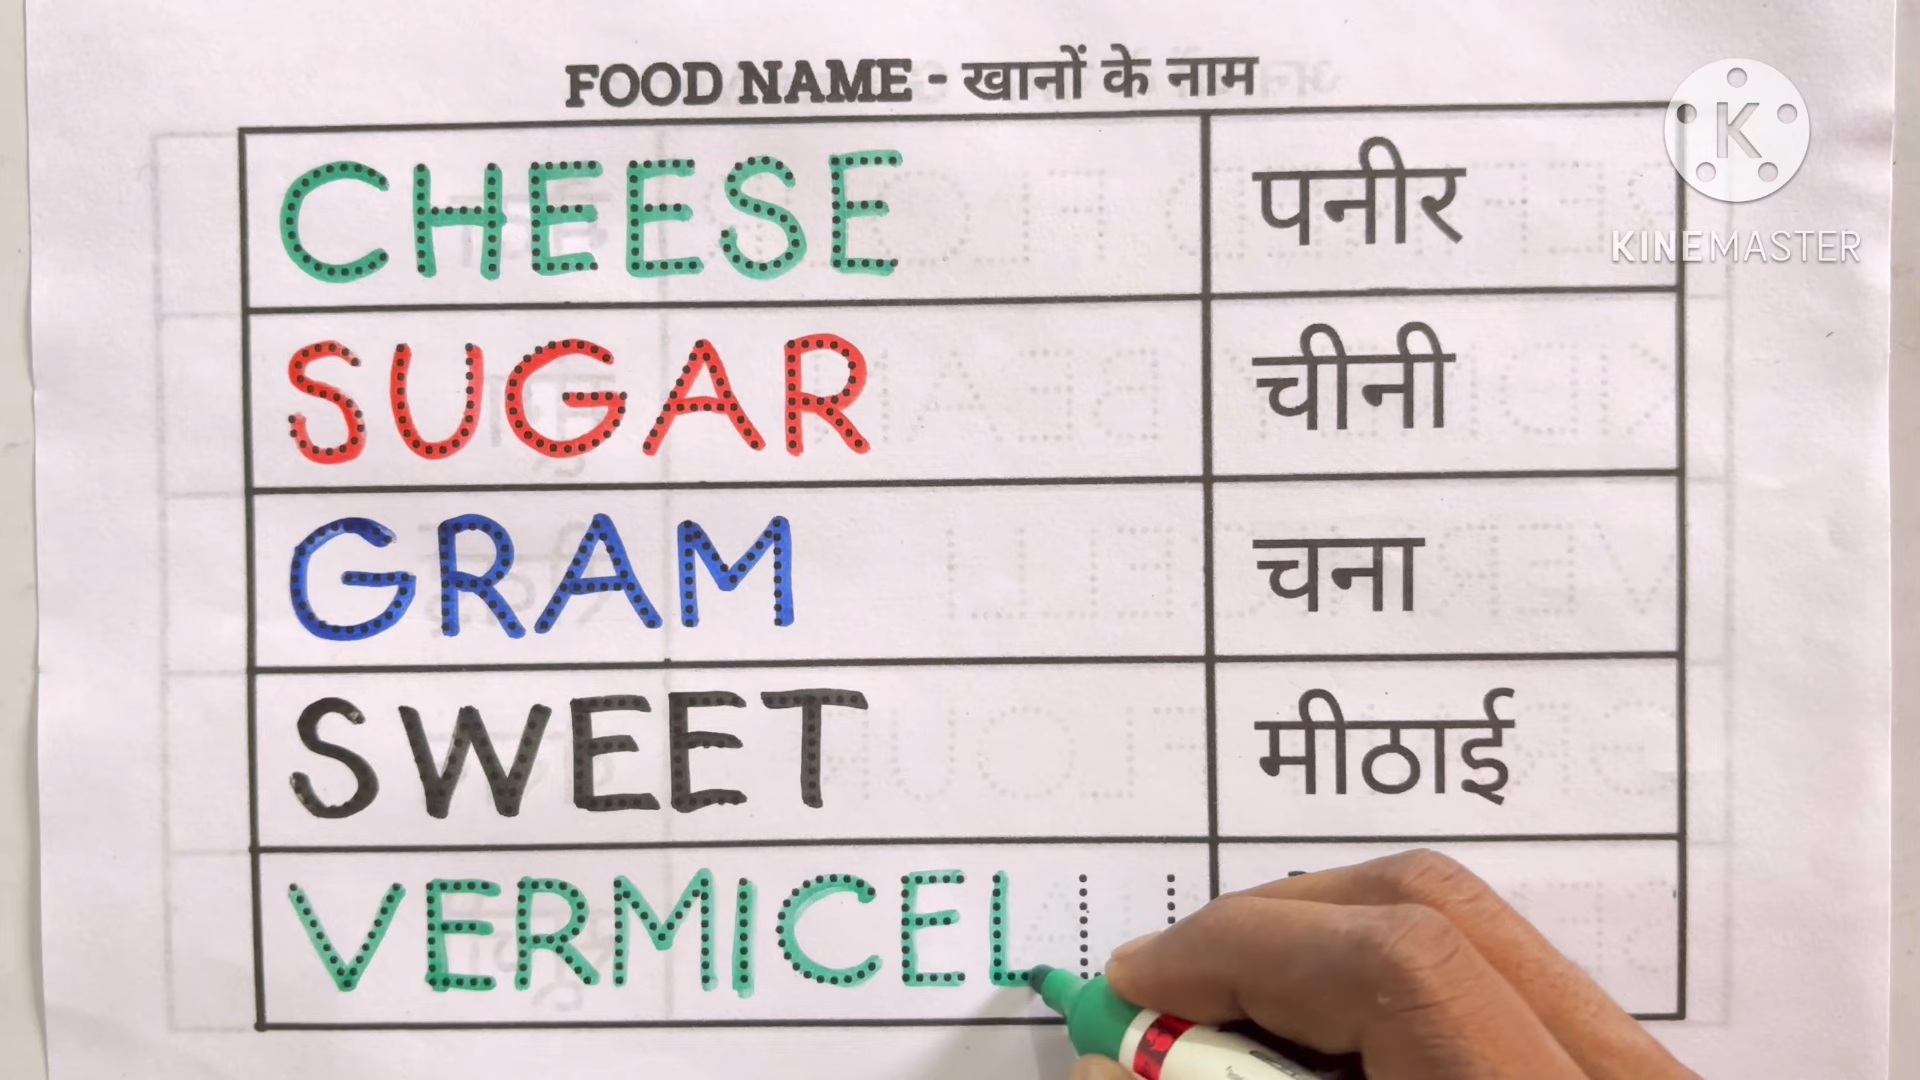 FOOD NAME - खानों के नाम
CHEESE पनीर
SUGAR चीनी
GRAM चना
SWEET मीठाई
VERMICELLI
K
KINEMASTER